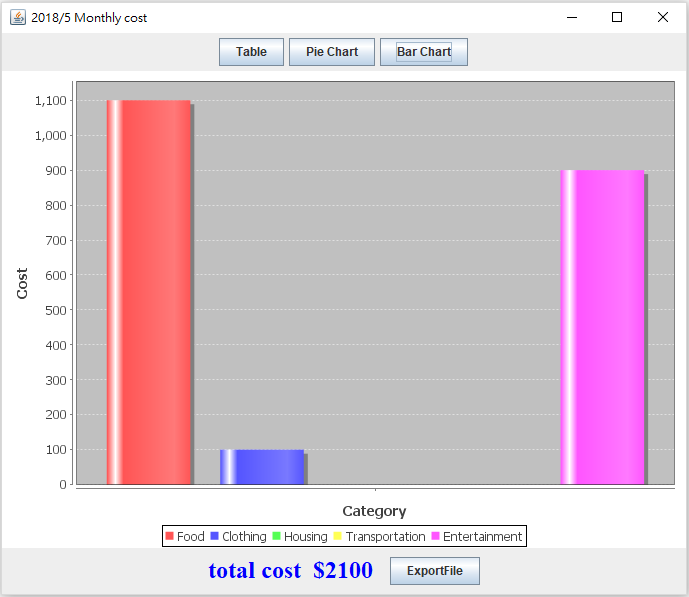 2018/5 Monthly cost
Table Pie Chart Bar Chart
1,100
1,000
900
800
700
600
500
400
300
200
100
0
Cost
Category
Food Clothing Housing Transportation Entertainment
total cost $2100 ExportFile